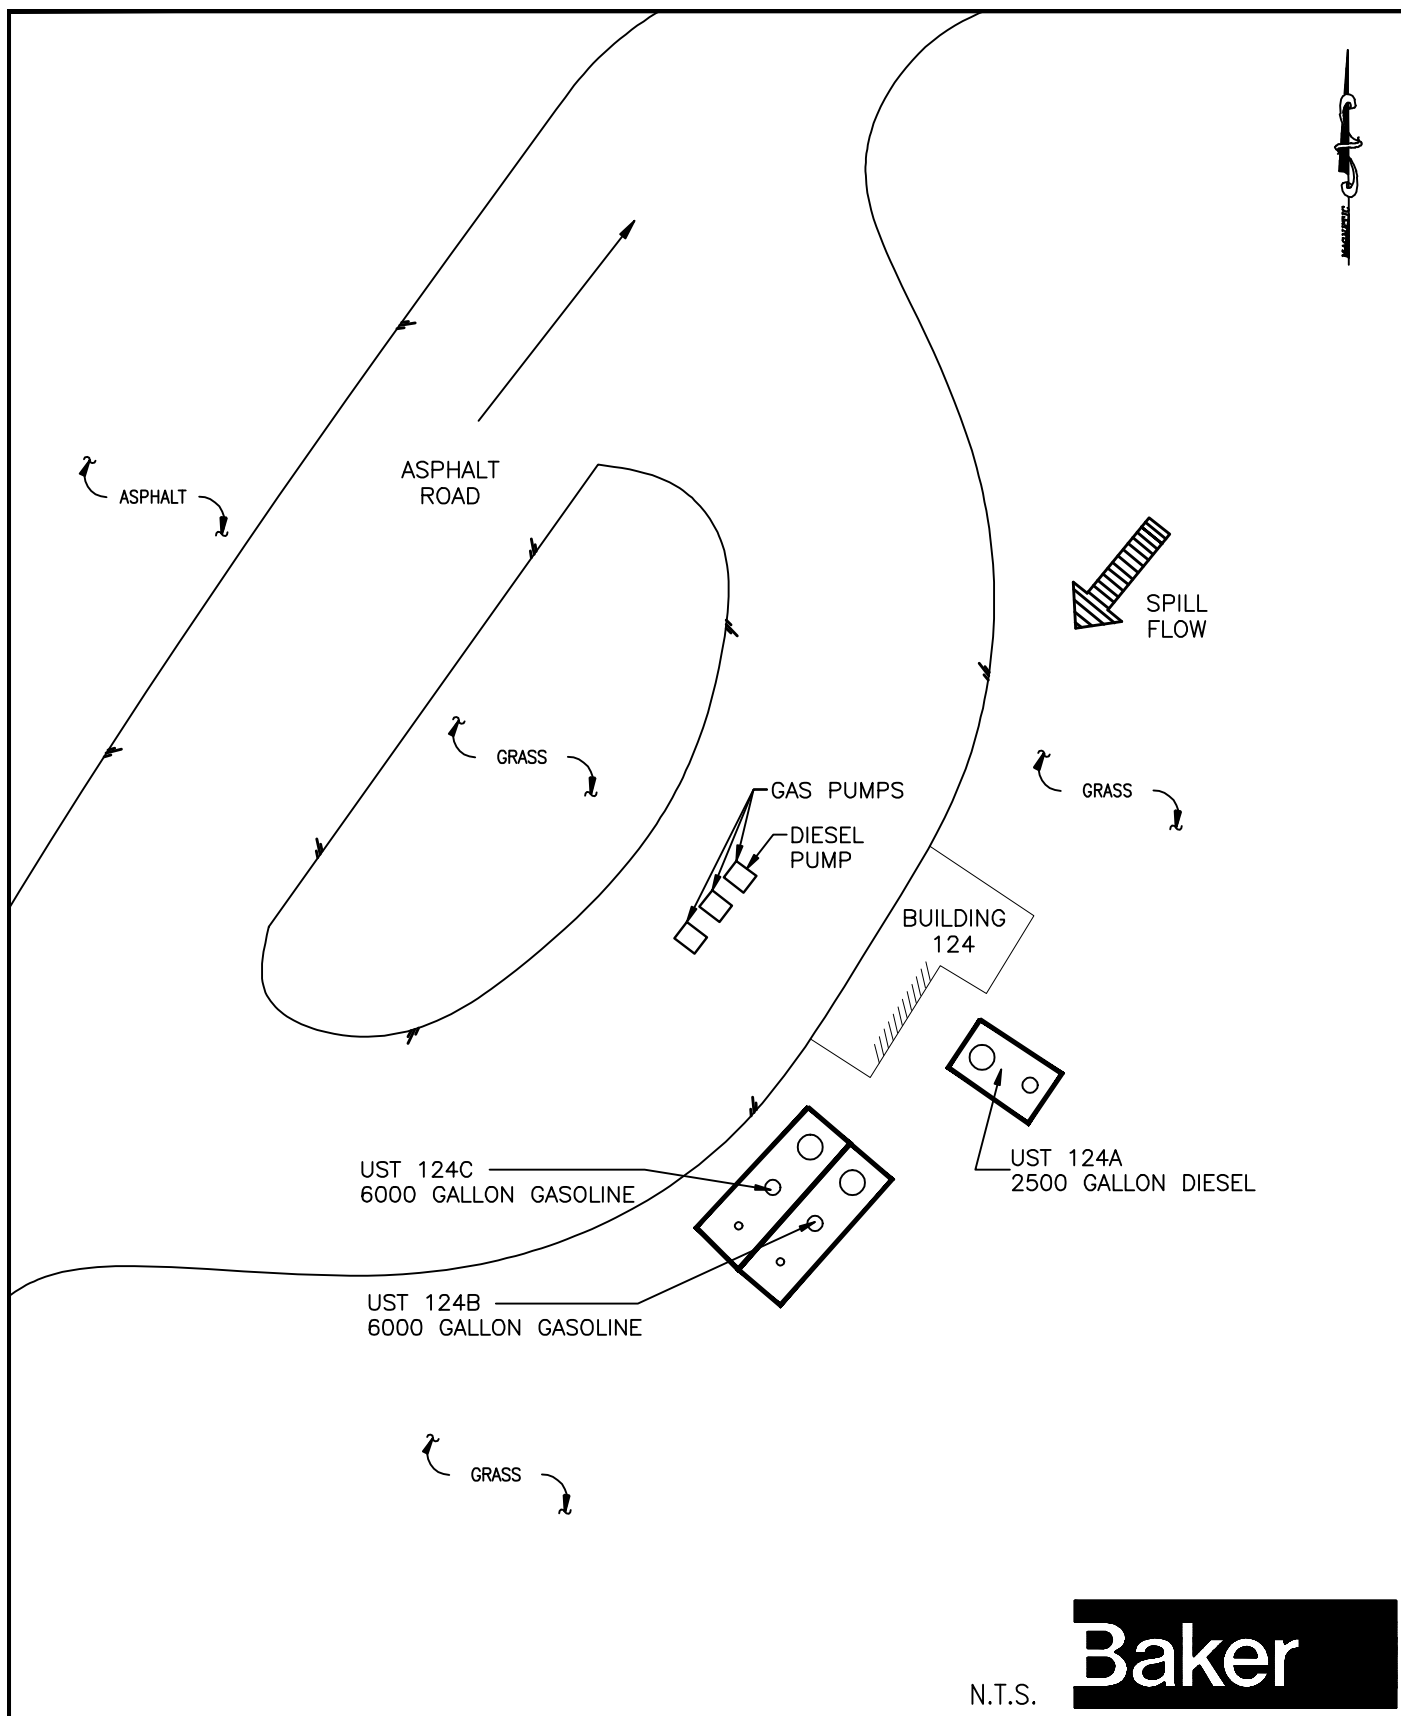 MAGNETIC
ASPHALT
ROAD
ASPHALT
SPILL
FLOW
GRASS
GRASS
GAS PUMPS
DIESEL
PUMP
BUILDING
124
UST 124C
6000 GALLON GASOLINE
UST 124A
2500 GALLON DIESEL
UST 124B
6000 GALLON GASOLINE
GRASS
N.T.S.
Baker